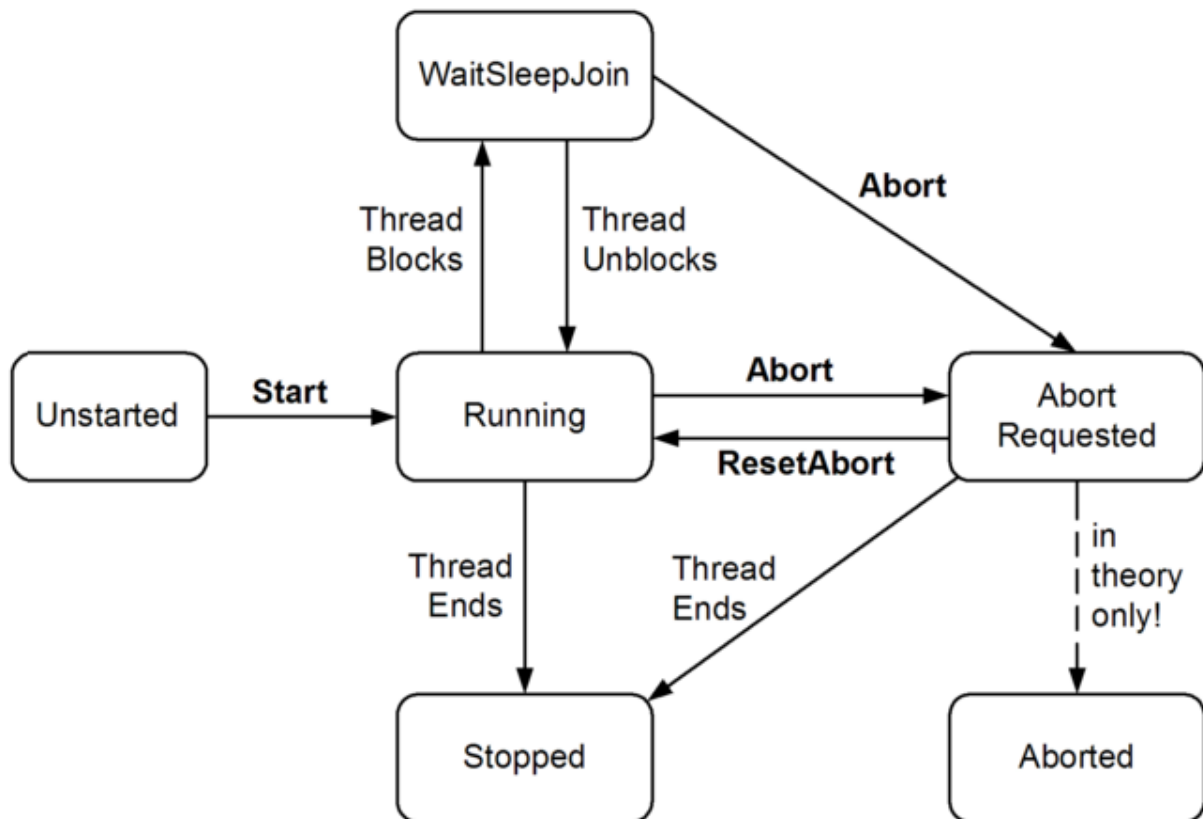 WaitSleepJoin
Abort
Thread
Blocks
Thread
Unblocks
Unstarted
Start
Running
Abort
ResetAbort
Abort
Requested
Thread
Ends
Thread
Ends
in
theory
only!
Stopped
Aborted